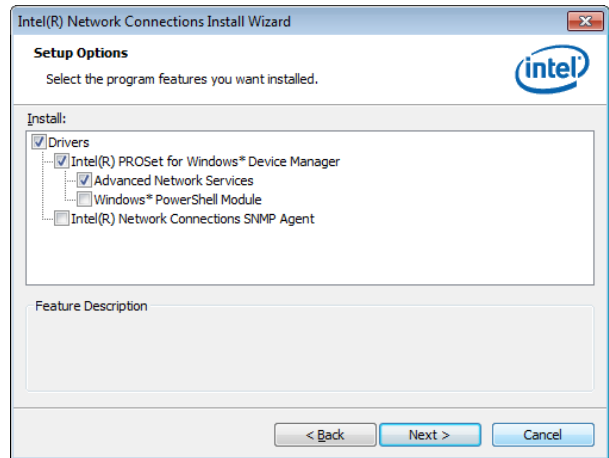 Intel(R) Network Connections Install Wizard
Setup Options
Select the program features you want installed.
intel
Install:
Drivers
Intel(R) PROSet for Windows* Device Manager
Advanced Network Services
Windows* PowerShell Module
Intel(R) Network Connections SNMP Agent
Feature Description
< Back
Next >
Cancel